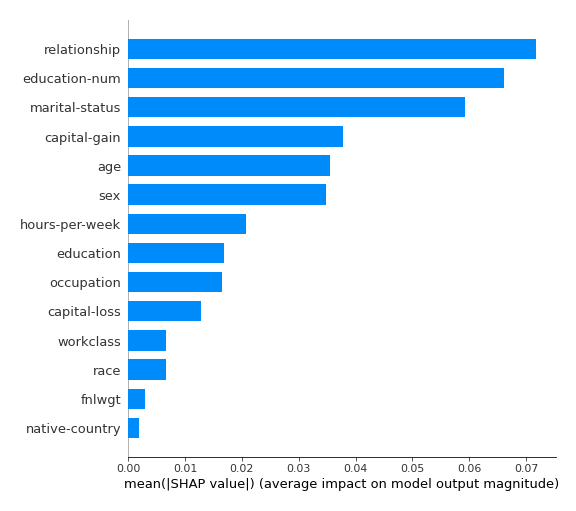 relationship
education-num
marital-status
capital-gain
age
sex
hours-per-week
education
occupation
capital-loss
workclass
race
fnlwgt
native-country
0.00 0.01 0.02 0.03 0.04 0.05 0.06 0.07
mean(|SHAP value|) (average impact on model output magnitude)